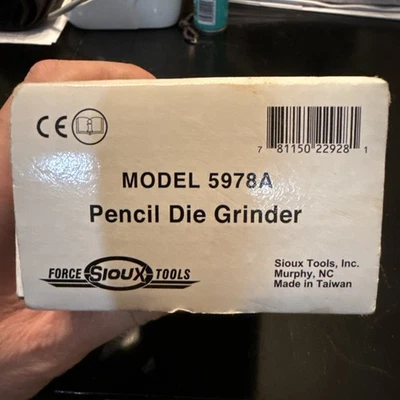 CE
7 81150 22928 1
MODEL 5978A
Pencil Die Grinder
FORCE SIOUX TOOLS
Sioux Tools, Inc.
Murphy, NC
Made in Taiwan